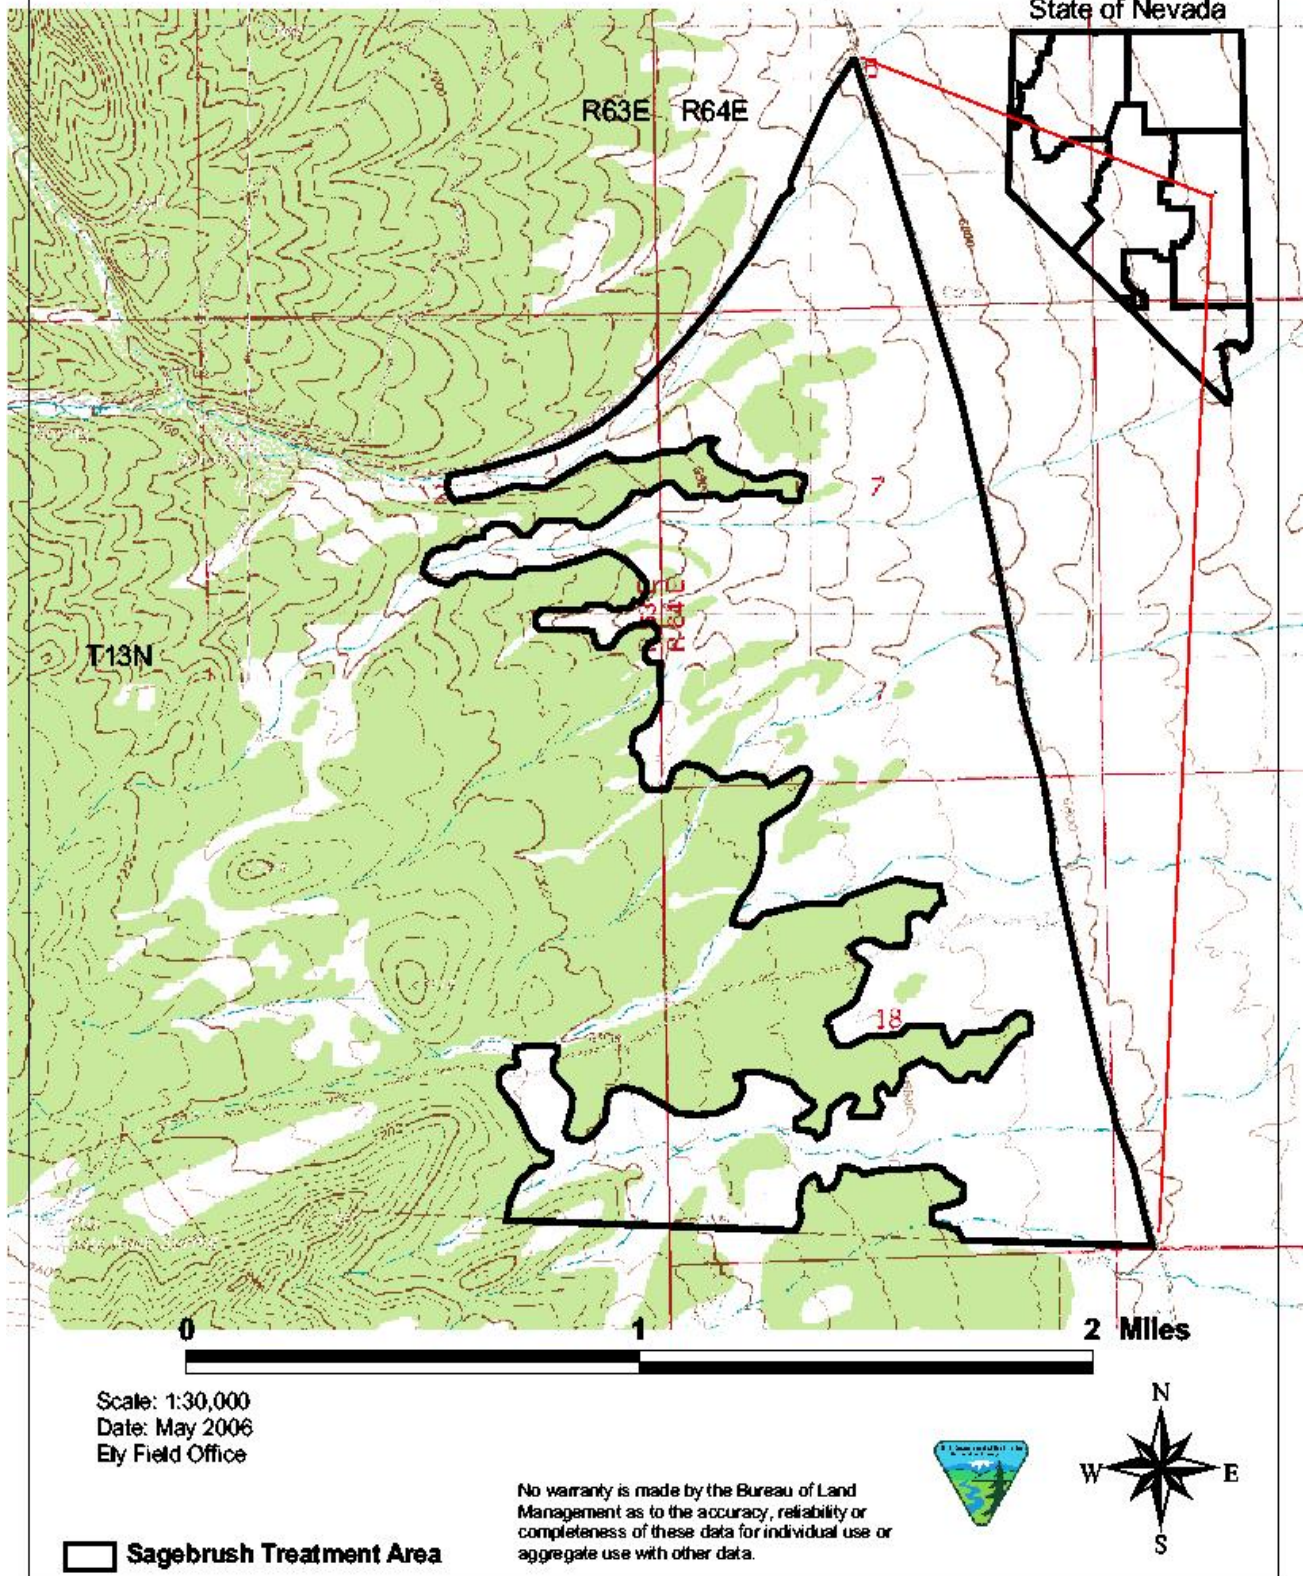 State of Nevada
R63E R64E
7
R 64 E
T13N
7
18
0 1 2 Miles
Scale: 1:30,000
Date: May 2006
Ely Field Office
N
W E
S
No warranty is made by the Bureau of Land
Management as to the accuracy, reliability or
completeness of these data for individual use or
aggregate use with other data.
Sagebrush Treatment Area